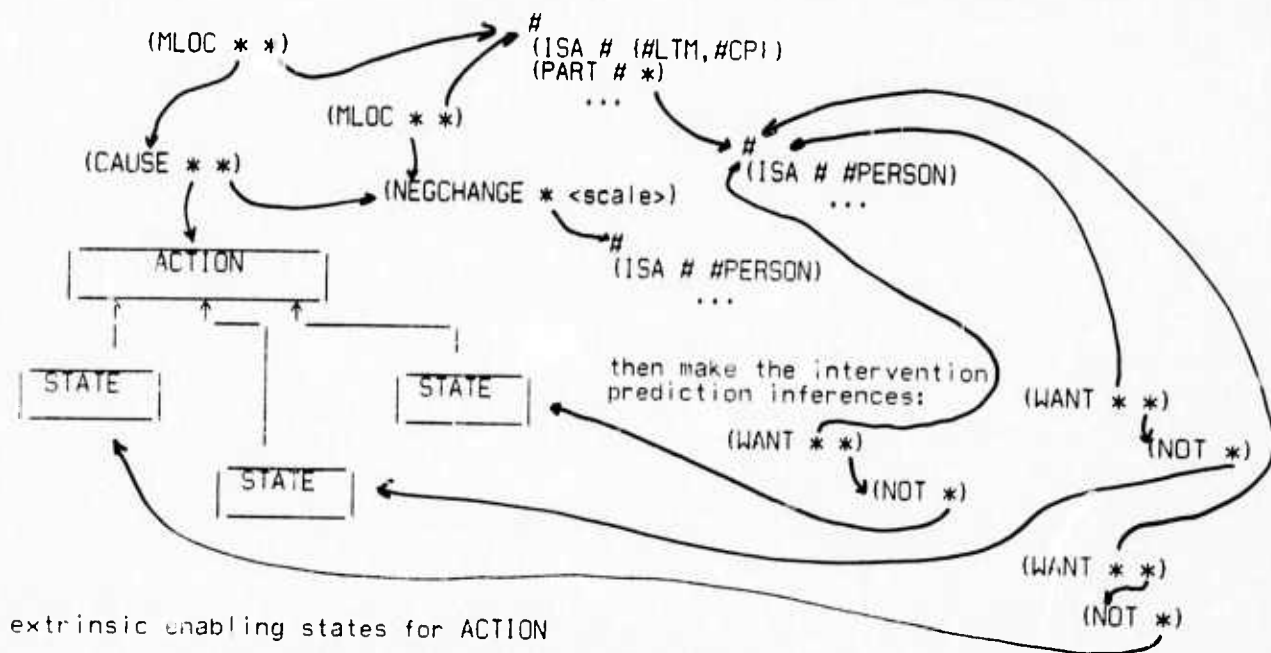 #
(MLOC * *)
(ISA # {#LTM,#CP})
(PART # *)
...
(MLOC * *)
#
(CAUSE * *)
(ISA # #PERSON)
...
(NEGCHANGE * <scale>)
#
(ISA # #PERSON)
...
ACTION
then make the intervention
prediction inferences:
STATE
STATE
(WANT * *)
(WANT * *)
(NOT *)
STATE
(NOT *)
(WANT * *)
(NOT *)
extrinsic enabling states for ACTION